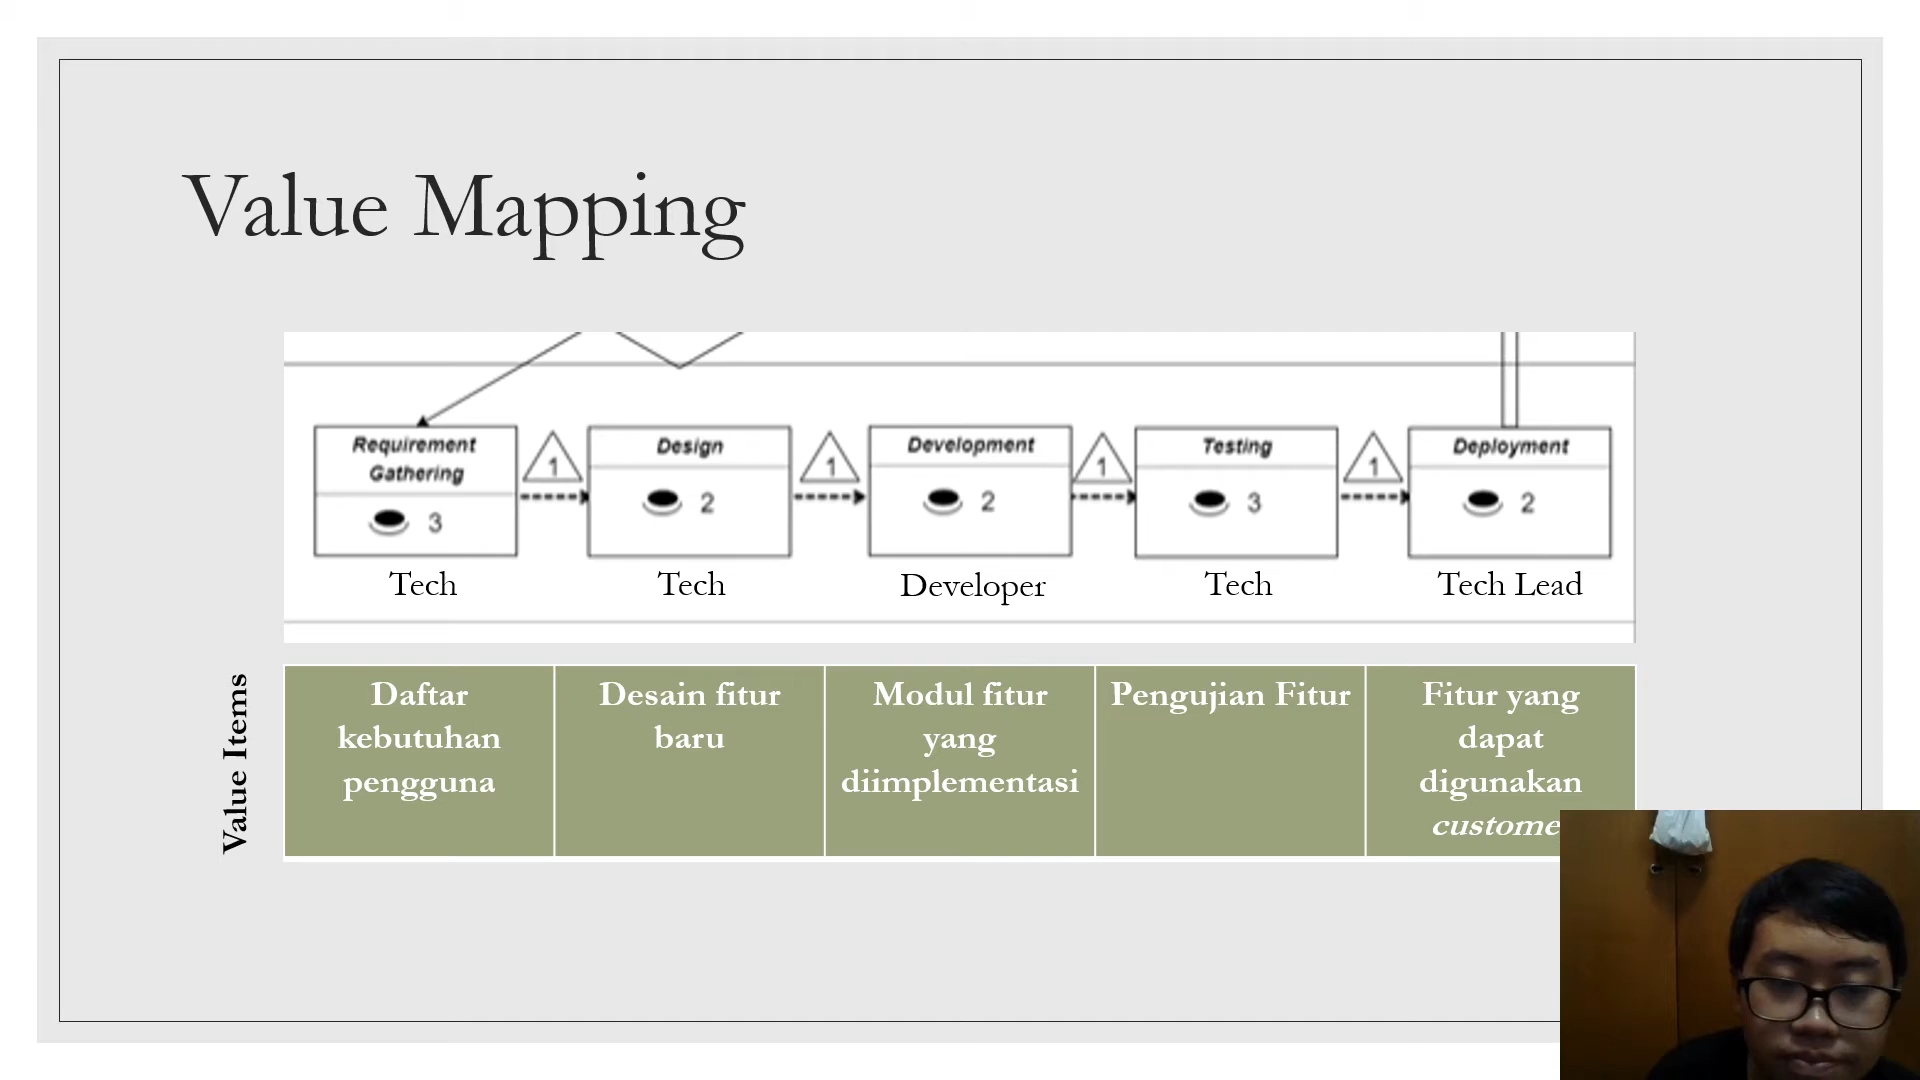 Value Mapping
Requirement
Gathering
3
1
Design
2
1
Development
2
1
Testing
3
1
Deployment
2
Tech
Tech
Developer
Tech
Tech Lead
Value Items
Daftar
kebutuhan
pengguna
Desain fitur
baru
Modul fitur
yang
diimplementasi
Pengujian Fitur
Fitur yang
dapat
digunakan